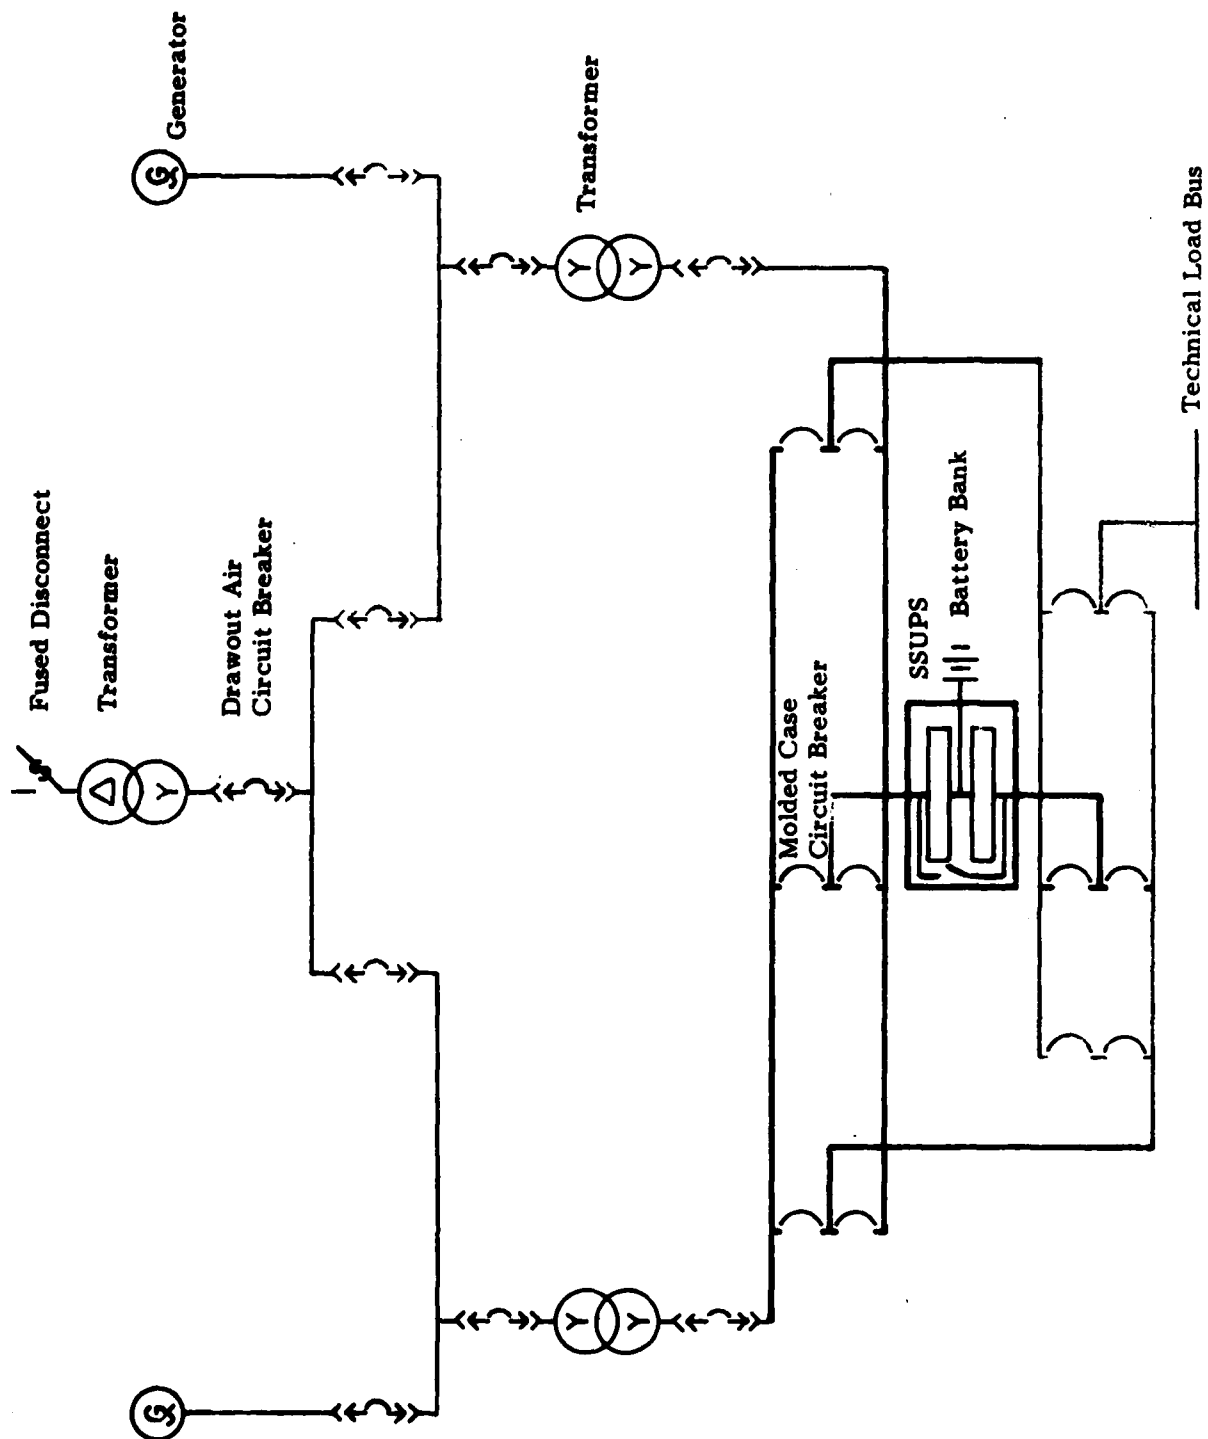 Fused Disconnect
Transformer
Drawout Air
Circuit Breaker
G
Generator
G
Δ
Y
Transformer
Y
Y
Y
Y
Molded Case
Circuit Breaker
SSUPS
Battery Bank
Technical Load Bus